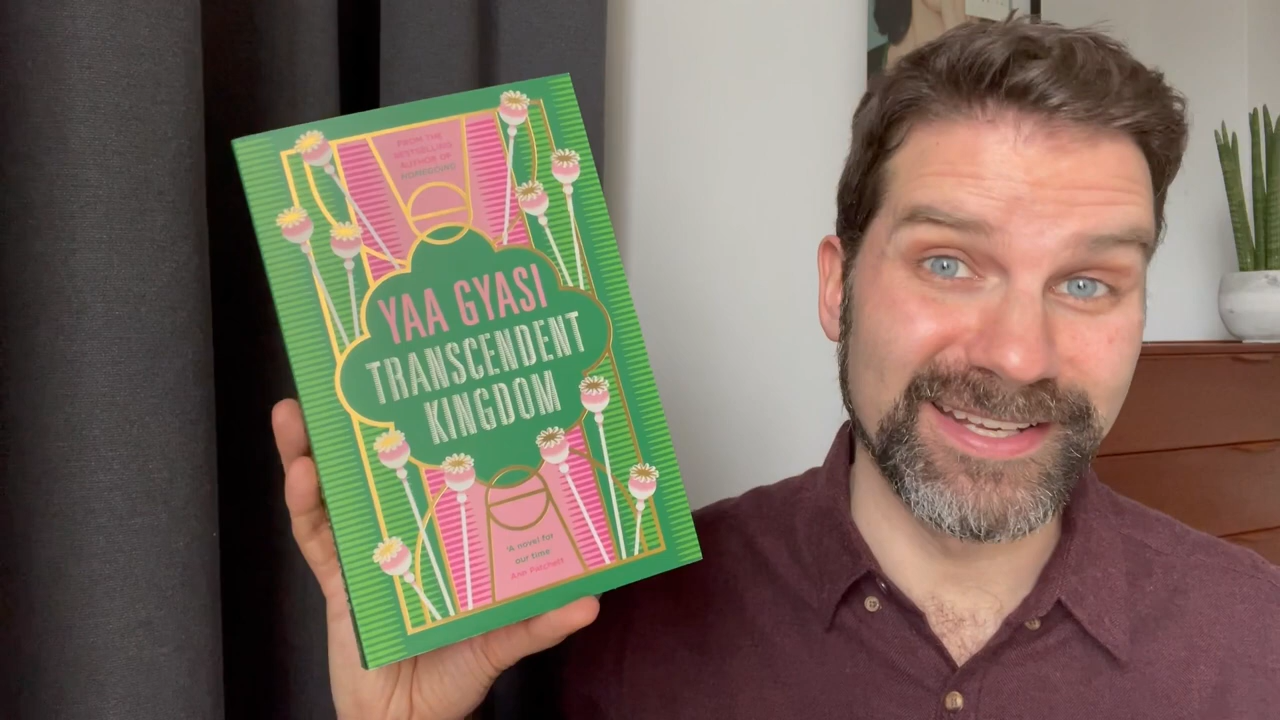 FROM THE
BESTSELLING
AUTHOR OF
HOMEGOING
YAA GYASI
TRANSCENDENT
KINGDOM
'A novel for
our time'
Ann Patchett